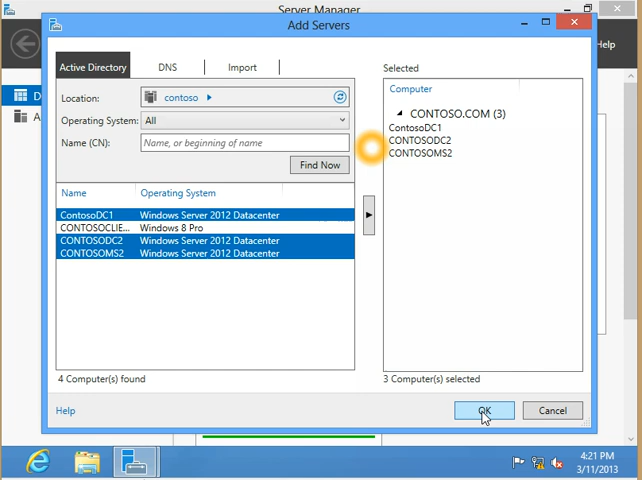 Server Manager
Add Servers
Help
Active Directory
DNS
Import
Location:
contoso
Operating System:
All
Name (CN):
Name, or beginning of name
Find Now
Name
Operating System
ContosoDC1
Windows Server 2012 Datacenter
CONTOSOCLIE...
Windows 8 Pro
CONTOSODC2
Windows Server 2012 Datacenter
CONTOSOMS2
Windows Server 2012 Datacenter
4 Computer(s) found
Selected
Computer
CONTOSO.COM (3)
ContosoDC1
CONTOSODC2
CONTOSOMS2
3 Computer(s) selected
Help
OK
Cancel
4:21 PM
3/11/2013